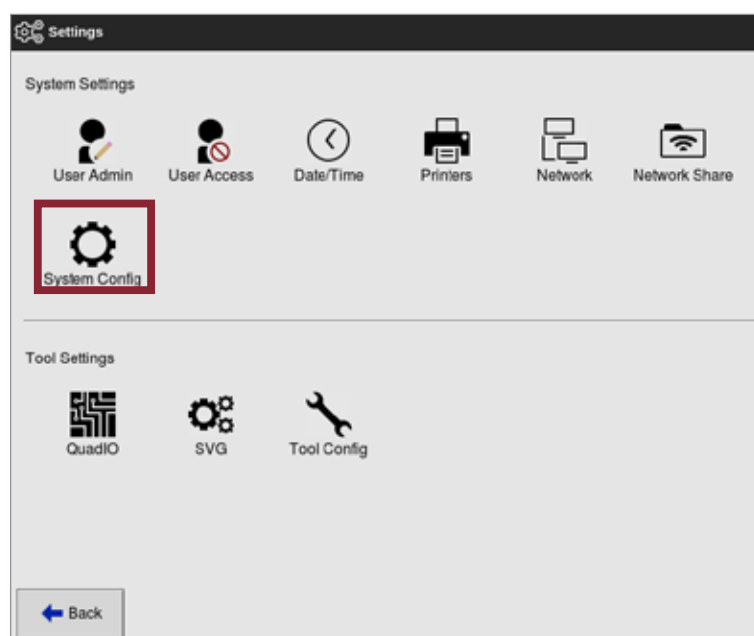 Settings
System Settings
User Admin
User Access
Date/Time
Printers
Network
Network Share
System Config
Tool Settings
QuadIO
SVG
Tool Config
Back